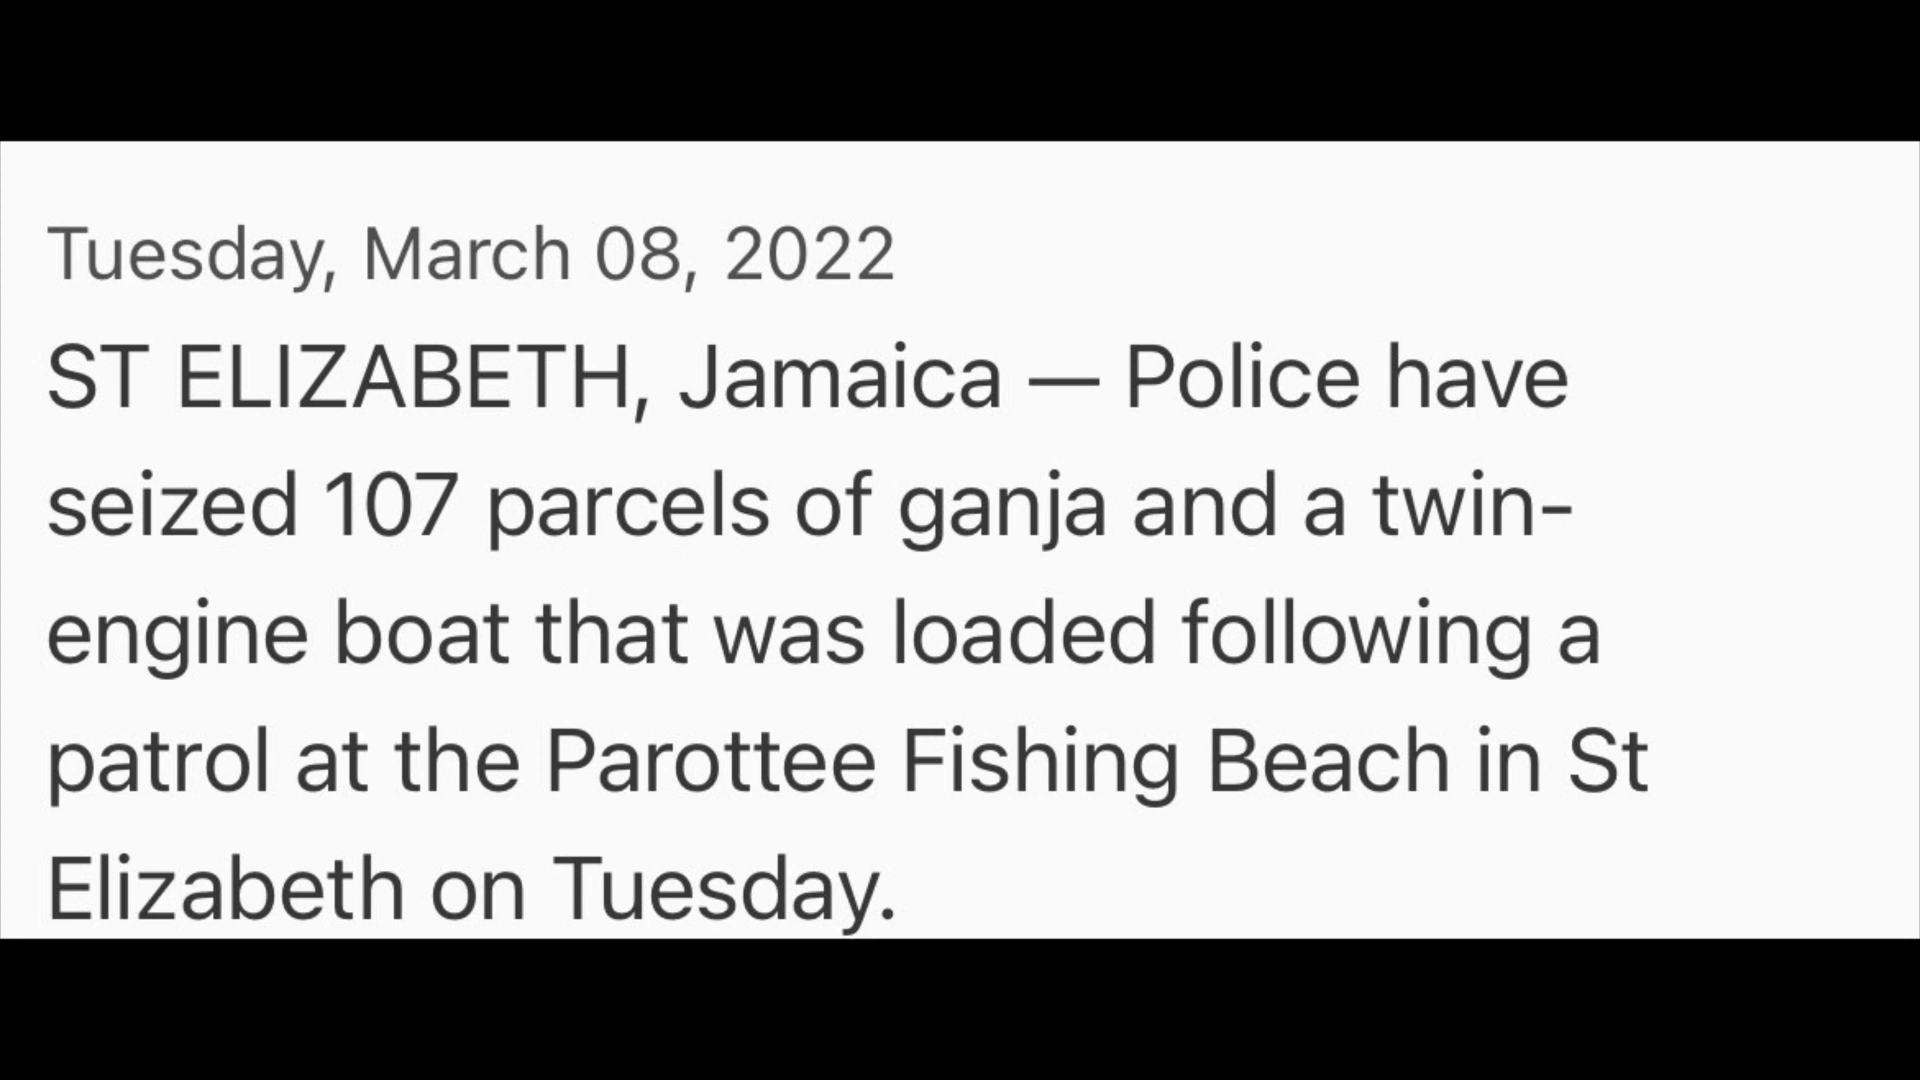 Tuesday, March 08, 2022
ST ELIZABETH, Jamaica — Police have
seized 107 parcels of ganja and a twin-
engine boat that was loaded following a
patrol at the Parottee Fishing Beach in St
Elizabeth on Tuesday.